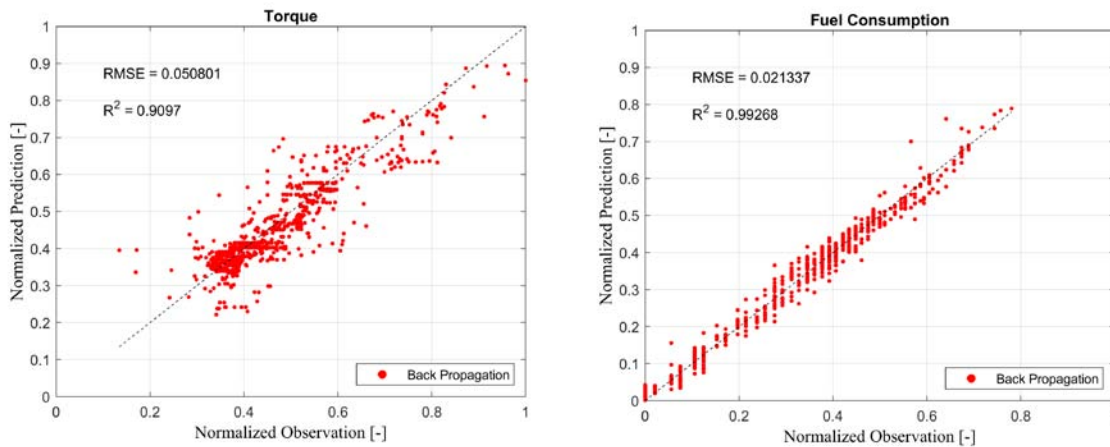 Torque
RMSE = 0.050801
R² = 0.9097
Normalized Prediction [-]
1
0.9
0.8
0.7
0.6
0.5
0.4
0.3
0.2
0.1
0
Back Propagation
0 0.2 0.4 0.6 0.8 1
Normalized Observation [-]
Fuel Consumption
RMSE = 0.021337
R² = 0.99268
Normalized Prediction [-]
1
0.9
0.8
0.7
0.6
0.5
0.4
0.3
0.2
0.1
0
Back Propagation
0 0.2 0.4 0.6 0.8
Normalized Observation [-]